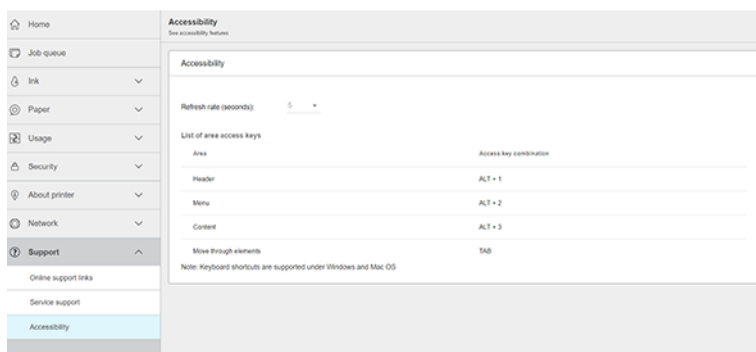 Home
Job queue
Ink
Paper
Usage
Security
About printer
Network
Support
Online support links
Service support
Accessibility
Accessibility
See accessibility features
Accessibility
Refresh rate (seconds): 5
List of area access keys
Area Access key combination
Header ALT + 1
Menu ALT + 2
Content ALT + 3
Move through elements TAB
Note: Keyboard shortcuts are supported under Windows and Mac OS